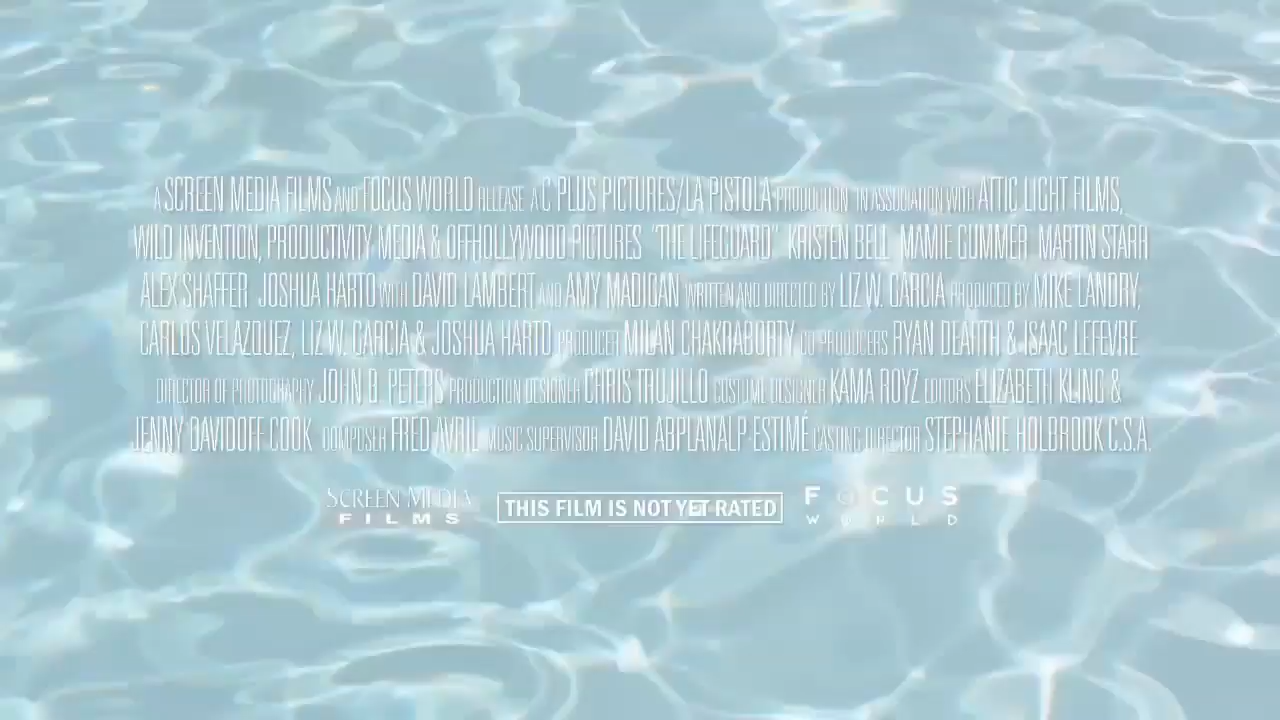 A SCREEN MEDIA FILMS AND FOCUS WORLD RELEASE A C PLUS PICTURES/LA PISTOLA PRODUCTION IN ASSOCIATION WITH ATTIC LIGHT FILMS,
WILD INVENTION, PRODUCTIVITY MEDIA & OFFHOLLYWOOD PICTURES "THE LIFEGUARD" KRISTEN BELL MAMIE GUMMER MARTIN STARR
ALEX SHAFFER JOSHUA HARTO WITH DAVID LAMBERT AND AMY MADIGAN WRITTEN AND DIRECTED BY LIZ W. GARCIA PRODUCED BY MIKE LANDRY,
CARLOS VELAZQUEZ, LIZ W. GARCIA & JOSHUA HARTO PRODUCER MILAN CHAKRABORTY CO-PRODUCERS RYAN DEARTH & ISAAC LEFEVRE
DIRECTOR OF PHOTOGRAPHY JOHN B. PETERS PRODUCTION DESIGNER CHRIS TRUJILLO COSTUME DESIGNER KAMA ROYZ EDITORS ELIZABETH KLING &
JENNY DAVIDOFF COOK COMPOSER FRED AVRIL MUSIC SUPERVISOR DAVID ABPLANALP-ESTIMÉ CASTING DIRECTOR STEPHANIE HOLBROOK C.S.A.
SCREEN MEDIA FILMS THIS FILM IS NOT YET RATED FOCUS WORLD